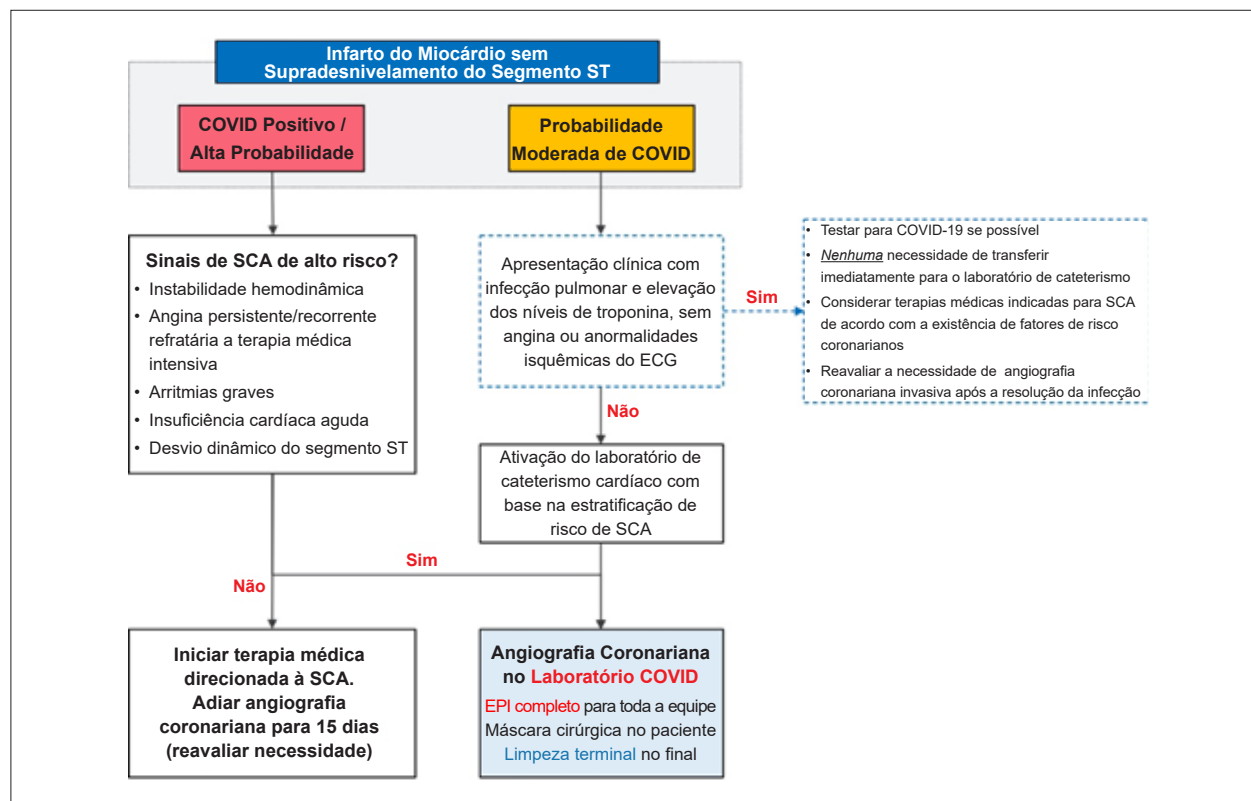 Infarto do Miocárdio sem
Supradesnivelamento do Segmento ST
COVID Positivo /
Alta Probabilidade
Probabilidade
Moderada de COVID
Sinais de SCA de alto risco?
• Instabilidade hemodinâmica
• Angina persistente/recorrente
refratária a terapia médica
intensiva
• Arritmias graves
• Insuficiência cardíaca aguda
• Desvio dinâmico do segmento ST
Apresentação clínica com
infecção pulmonar e elevação
dos níveis de troponina, sem
angina ou anormalidades
isquêmicas do ECG
Sim
• Testar para COVID-19 se possível
• Nenhuma necessidade de transferir
imediatamente para o laboratório de cateterismo
• Considerar terapias médicas indicadas para SCA
de acordo com a existência de fatores de risco
coronarianos
• Reavaliar a necessidade de angiografia
coronariana invasiva após a resolução da infecção
Não
Ativação do laboratório de
cateterismo cardíaco com
base na estratificação de
risco de SCA
Sim
Não
Iniciar terapia médica
direcionada à SCA.
Adiar angiografia
coronariana para 15 dias
(reavaliar necessidade)
Angiografia Coronariana
no Laboratório COVID
EPI completo para toda a equipe
Máscara cirúrgica no paciente
Limpeza terminal no final